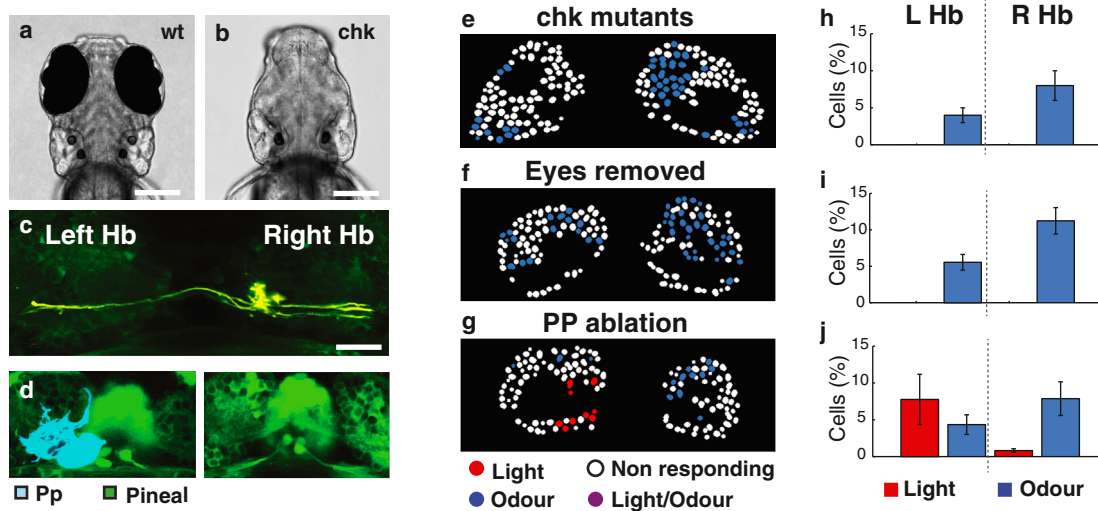 a wt
b chk
c Left Hb Right Hb
d
Pp Pineal
e chk mutants
f Eyes removed
g PP ablation
Light Non responding
Odour Light/Odour
h L Hb R Hb
Cells (%)
15
10
5
0
i
Cells (%)
15
10
5
0
j
Cells (%)
15
10
5
0
Light Odour